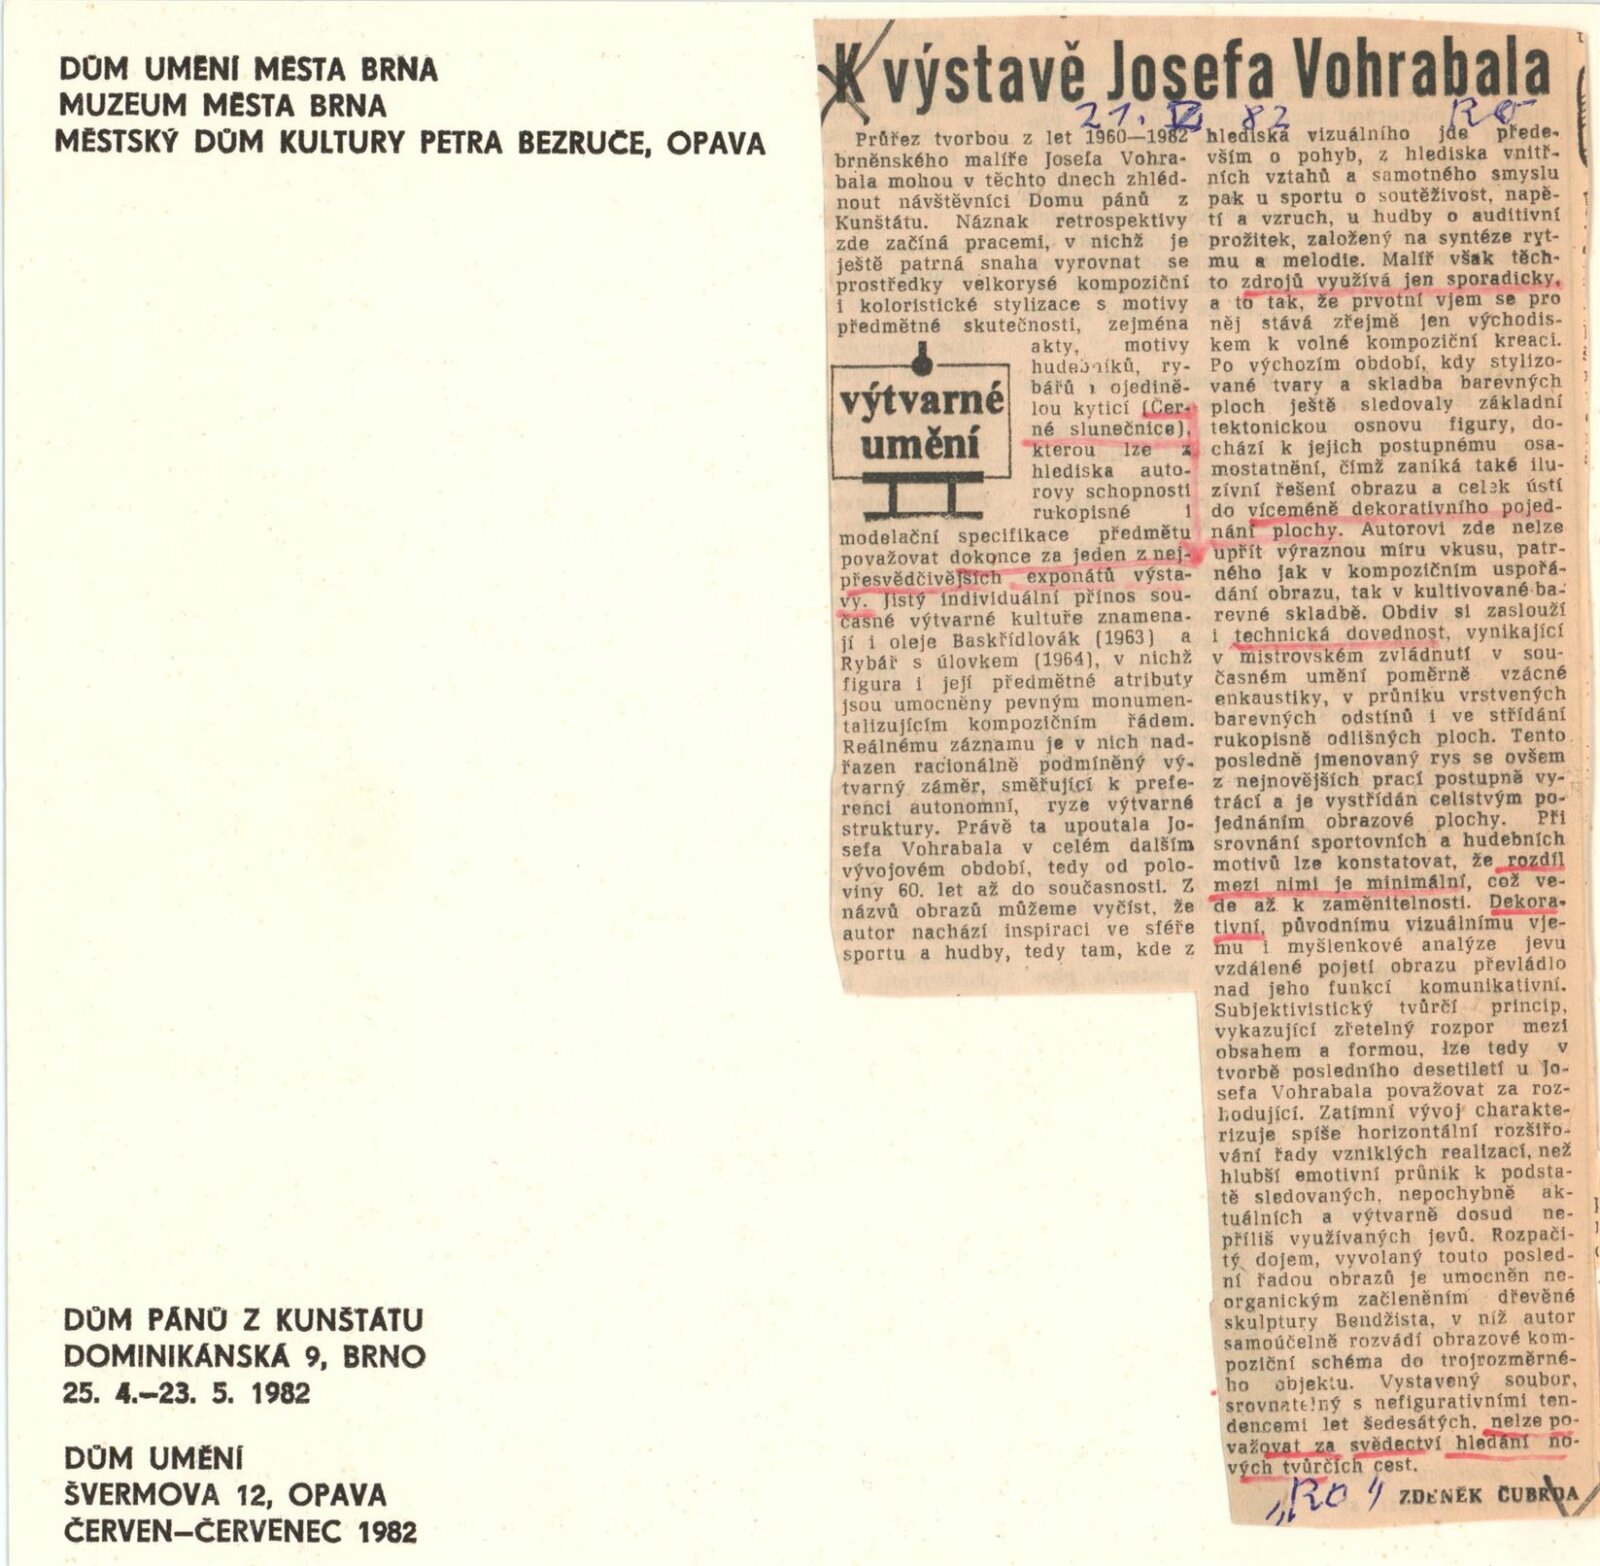 DŮM UMĚNÍ MĚSTA BRNA
MUZEUM MĚSTA BRNA
MĚSTSKÝ DŮM KULTURY PETRA BEZRUČE, OPAVA
DŮM PÁNŮ Z KUNŠTÁTU
DOMINIKÁNSKÁ 9, BRNO
25. 4.–23. 5. 1982
DŮM UMĚNÍ
ŠVERMOVA 12, OPAVA
ČERVEN–ČERVENEC 1982
K výstavě Josefa Vohrabala
21. 82 RO
Průřez tvorbou z let 1960—1982
brněnského malíře Josefa Vohra-
bala mohou v těchto dnech zhléd-
nout návštěvníci Domu pánů z
Kunštátu. Náznak retrospektivy
zde začíná pracemi, v nichž je
ještě patrná snaha vyrovnat se
prostředky velkorysé kompoziční
i koloristické stylizace s motivy
předmětné skutečnosti, zejména
akty, motivy
hudebníků, ry-
bářů i ojedině-
lou kyticí (Čer-
né slunečnice),
kterou lze z
hlediska auto-
rovy schopnosti
rukopisné i
výtvarné
umění
modelační specifikace předmětu
považovat dokonce za jeden z nej-
přesvědčivějších exponátů výsta-
vy. Jistý individuální přínos sou-
časné výtvarné kultuře znamena-
jí i oleje Baskřídlovák (1963) a
Rybář s úlovkem (1964), v nichž
figura i její předmětné atributy
jsou umocněny pevným monumen-
talizujícím kompozičním řádem.
Reálnému záznamu je v nich nad-
řazen racionálně podmíněný vý-
tvarný záměr, směřující k prefe-
renci autonomní, ryze výtvarné
struktury. Právě ta upoutala Jo-
sefa Vohrabala v celém dalším
vývojovém období, tedy od polo-
viny 60. let až do současnosti. Z
názvů obrazů můžeme vyčíst, že
autor nachází inspiraci ve sféře
sportu a hudby, tedy tam, kde z
hlediska vizuálního jde přede-
vším o pohyb, z hlediska vnitř-
ních vztahů a samotného smyslu
pak u sportu o soutěživost, napě-
tí a vzruch, u hudby o auditivní
prožitek, založený na syntéze ryt-
mu a melodie. Malíř však těch-
to zdrojů využívá jen sporadicky,
a to tak, že prvotní vjem se pro
něj stává zřejmě jen východis-
kem k volné kompoziční kreaci.
Po výchozím období, kdy stylizo-
vané tvary a skladba barevných
ploch ještě sledovaly základní
tektonickou osnovu figury, do-
chází k jejich postupnému osa-
mostatnění, čímž zaniká také ilu-
zívní řešení obrazu a celek ústí
do víceméně dekorativního pojed-
nání plochy. Autorovi zde nelze
upřít výraznou míru vkusu, patr-
ného jak v kompozičním uspořá-
dání obrazu, tak v kultivované ba-
revné skladbě. Obdiv si zaslouží
i technická dovednost, vynikající
v mistrovském zvládnutí v sou-
časném umění poměrně vzácné
enkaustiky, v průniku vrstvených
barevných odstínů i ve střídání
rukopisně odlišných ploch. Tento
posledně jmenovaný rys se ovšem
z nejnovějších prací postupně vy-
trácí a je vystřídán celistvým po-
jednáním obrazové plochy. Při
srovnání sportovních a hudebních
motivů lze konstatovat, že rozdíl
mezi nimi je minimální, což ve-
de až k zaměnitelnosti. Dekora-
tivní, původnímu vizuálnímu vje-
mu i myšlenkové analýze jevu
vzdálené pojetí obrazu převládlo
nad jeho funkcí komunikativní.
Subjektivistický tvůrčí princip,
vykazující zřetelný rozpor mezi
obsahem a formou, lze tedy v
tvorbě posledního desetiletí u Jo-
sefa Vohrabala považovat za roz-
hodující. Zatímní vývoj charakte-
rizuje spíše horizontální rozšiřo-
vání řady vzniklých realizací, než
hlubší emotivní průnik k podsta-
tě sledovaných, nepochybně ak-
tuálních a výtvarně dosud ne-
příliš využívaných jevů. Rozpači-
tý dojem, vyvolaný touto posled-
ní řadou obrazů je umocněn ne-
organickým začleněním dřevěné
skulptury Bendžista, v níž autor
samoúčelně rozvádí obrazové kom-
poziční schéma do trojrozměrné-
ho objektu. Vystavený soubor,
srovnatelný s nefigurativními ten-
dencemi let šedesátých, nelze po-
važovat za svědectví hledání no-
vých tvůrčích cest.
„RO" ZDENĚK ČUBRDA